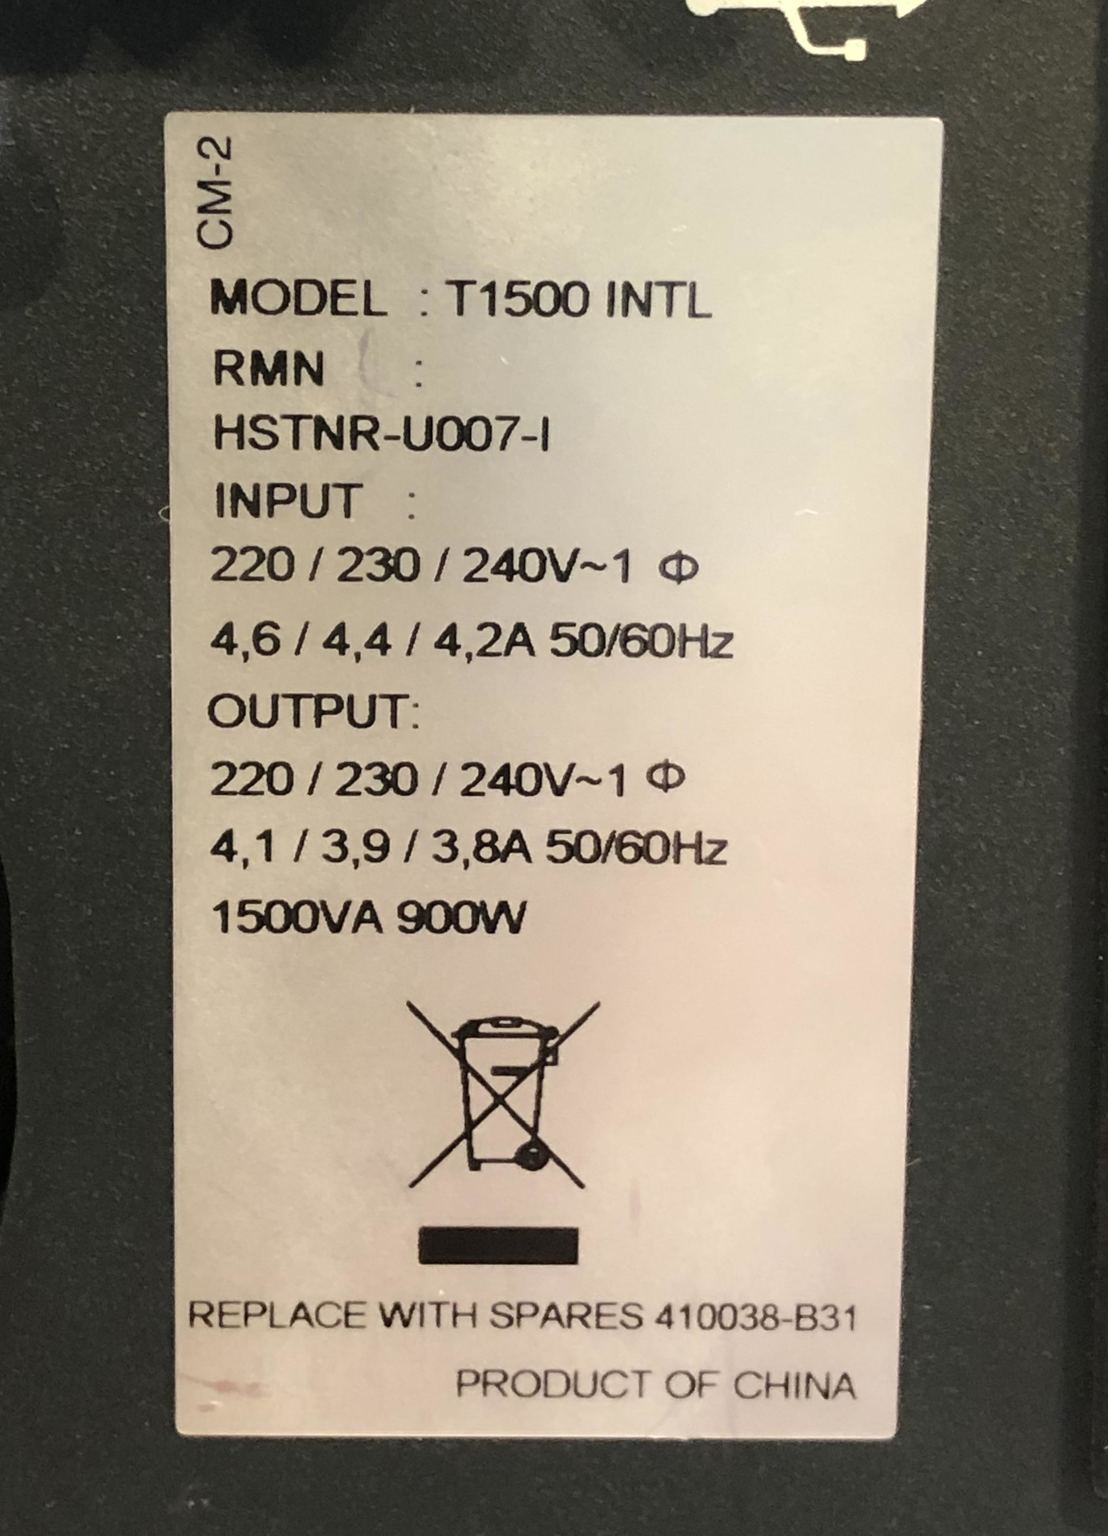 CM-2
MODEL : T1500 INTL
RMN :
HSTNR-U007-I
INPUT :
220 / 230 / 240V~1 Φ
4,6 / 4,4 / 4,2A 50/60Hz
OUTPUT:
220 / 230 / 240V~1 Φ
4,1 / 3,9 / 3,8A 50/60Hz
1500VA 900W
REPLACE WITH SPARES 410038-B31
PRODUCT OF CHINA